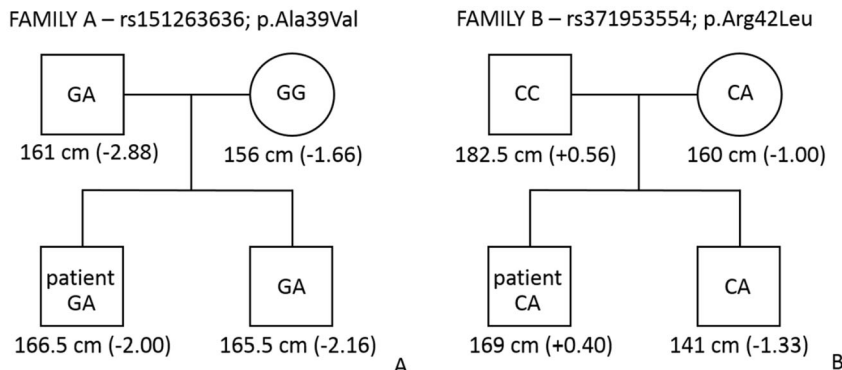 FAMILY A – rs151263636; p.Ala39Val
GA
GG
161 cm (-2.88)
156 cm (-1.66)
patient
GA
GA
166.5 cm (-2.00)
165.5 cm (-2.16)
A
FAMILY B – rs371953554; p.Arg42Leu
CC
CA
182.5 cm (+0.56)
160 cm (-1.00)
patient
CA
CA
169 cm (+0.40)
141 cm (-1.33)
B